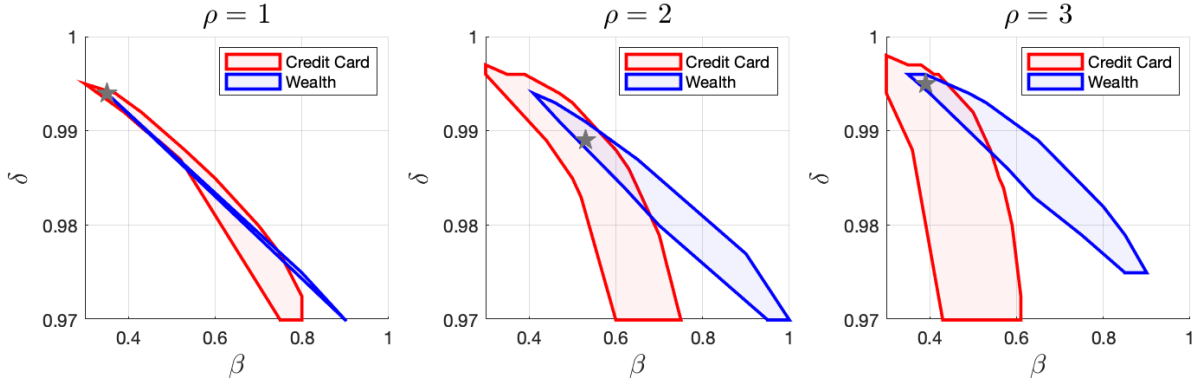 ρ = 1
1
0.99
0.98
0.97
δ
0.4
0.6
0.8
1
β
Credit Card
Wealth
ρ = 2
1
0.99
0.98
0.97
δ
0.4
0.6
0.8
1
β
Credit Card
Wealth
ρ = 3
1
0.99
0.98
0.97
δ
0.4
0.6
0.8
1
β
Credit Card
Wealth